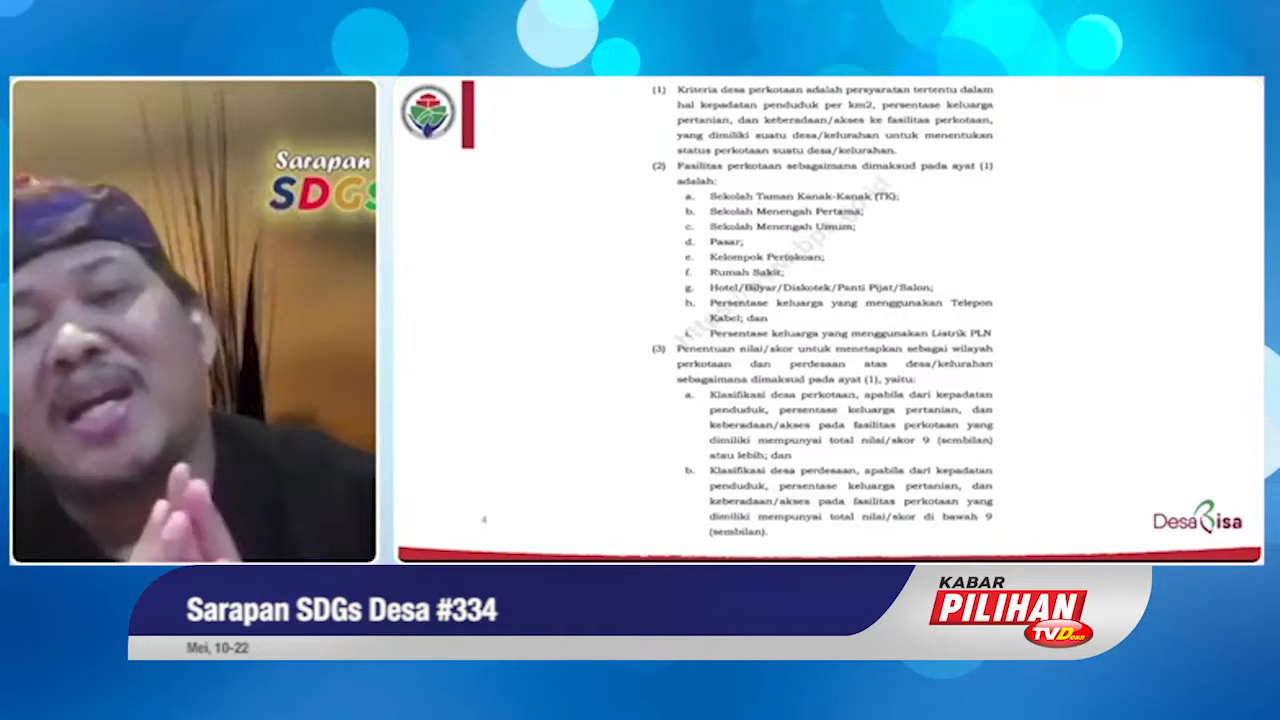 Sarapan
SDGs
(1) Kriteria desa perkotaan adalah persyaratan tertentu dalam
hal kepadatan penduduk per km2, persentase keluarga
pertanian, dan keberadaan/akses ke fasilitas perkotaan,
yang dimiliki suatu desa/kelurahan untuk menentukan
status perkotaan suatu desa/kelurahan.
(2) Fasilitas perkotaan sebagaimana dimaksud pada ayat (1)
adalah:
a. Sekolah Taman Kanak-Kanak (TK);
b. Sekolah Menengah Pertama;
c. Sekolah Menengah Umum;
d. Pasar;
e. Kelompok Pertokoan;
f. Rumah Sakit;
g. Hotel/Bilyar/Diskotek/Panti Pijat/Salon;
h. Persentase keluarga yang menggunakan Telepon
Kabel; dan
i. Persentase keluarga yang menggunakan Listrik PLN
(3) Penentuan nilai/skor untuk menetapkan sebagai wilayah
perkotaan dan perdesaan atas desa/kelurahan
sebagaimana dimaksud pada ayat (1), yaitu:
a. Klasifikasi desa perkotaan, apabila dari kepadatan
penduduk, persentase keluarga pertanian, dan
keberadaan/akses pada fasilitas perkotaan yang
dimiliki mempunyai total nilai/skor 9 (sembilan)
atau lebih; dan
b. Klasifikasi desa perdesaan, apabila dari kepadatan
penduduk, persentase keluarga pertanian, dan
keberadaan/akses pada fasilitas perkotaan yang
dimiliki mempunyai total nilai/skor di bawah 9
(sembilan).
4
Desa Bisa
Sarapan SDGs Desa #334
Mei, 10-22
KABAR
PILIHAN
TVDesa